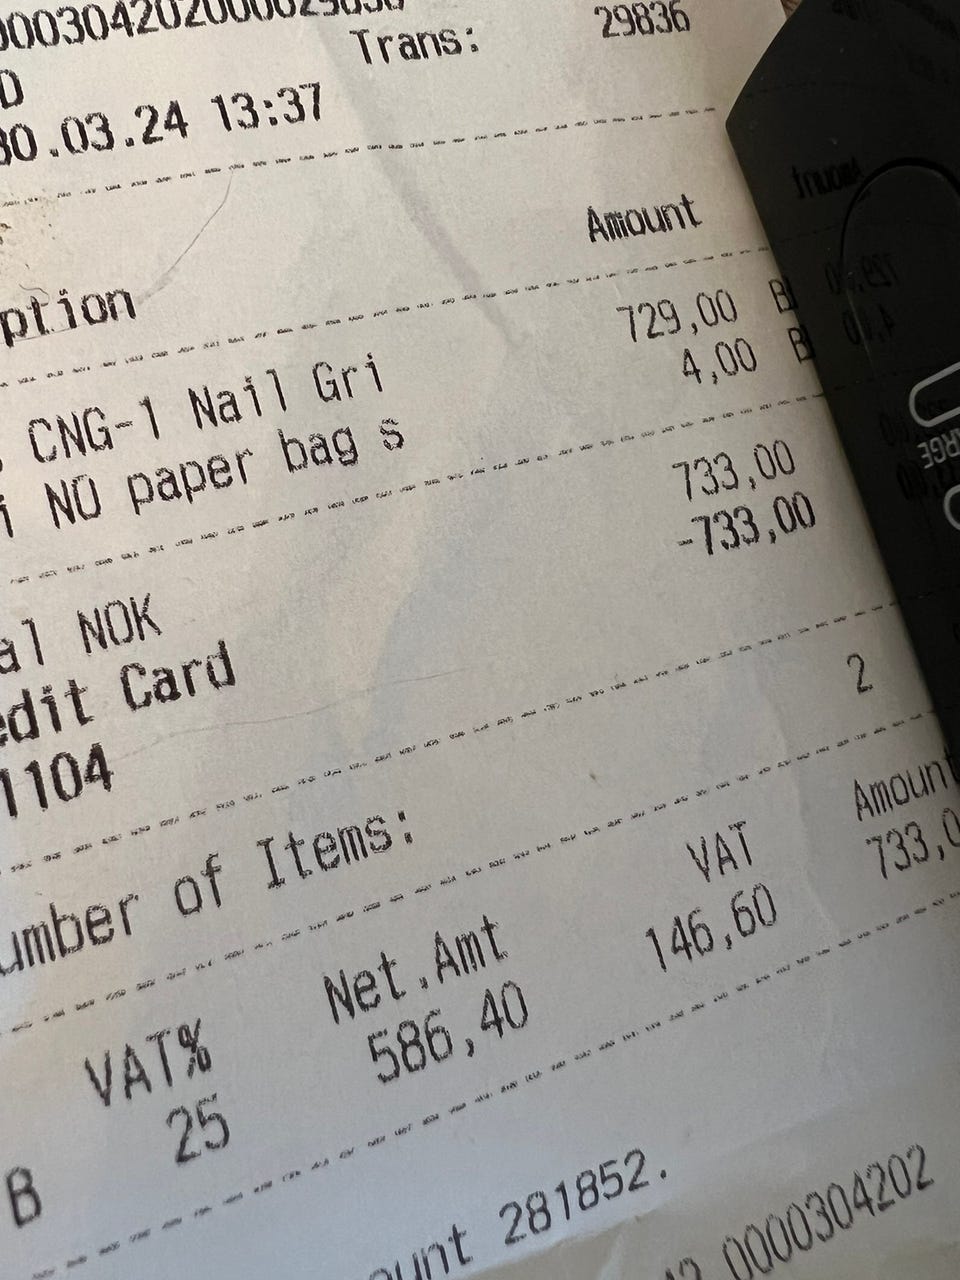 Trans: 29836
.03.24 13:37
Amount
ption
CNG-1 Nail Gri 729,00 B
NO paper bag s 4,00 B
al NOK 733,00
edit Card -733,00
1104
umber of Items: 2
VAT% Net.Amt VAT Amount
B 25 586,40 146,60 733,0
ount 281852.
0000304202